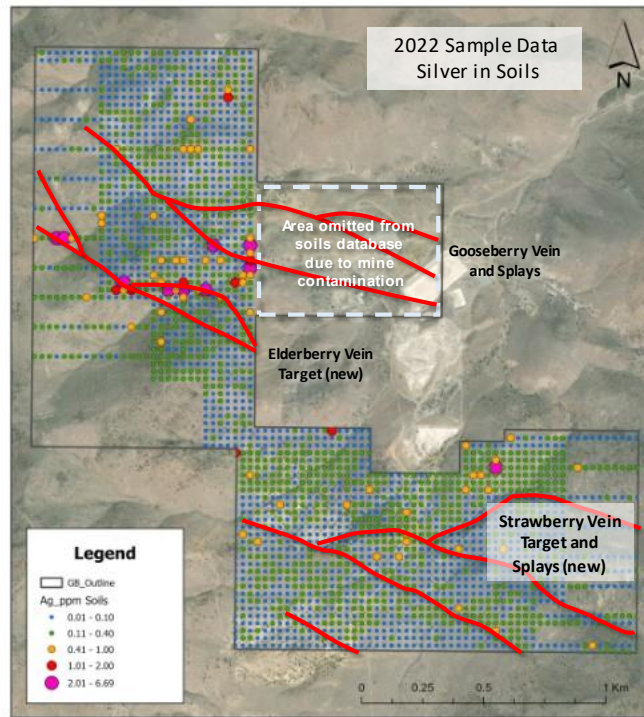 2022 Sample Data
Silver in Soils
N
Area omitted from
soils database
due to mine
contamination
Gooseberry Vein
and Splays
Elderberry Vein
Target (new)
Strawberry Vein
Target and
Splays (new)
Legend
GB_Outline
Ag_ppm Soils
0.01 - 0.10
0.11 - 0.40
0.41 - 1.00
1.01 - 2.00
2.01 - 6.69
0 0.25 0.5 1 Km